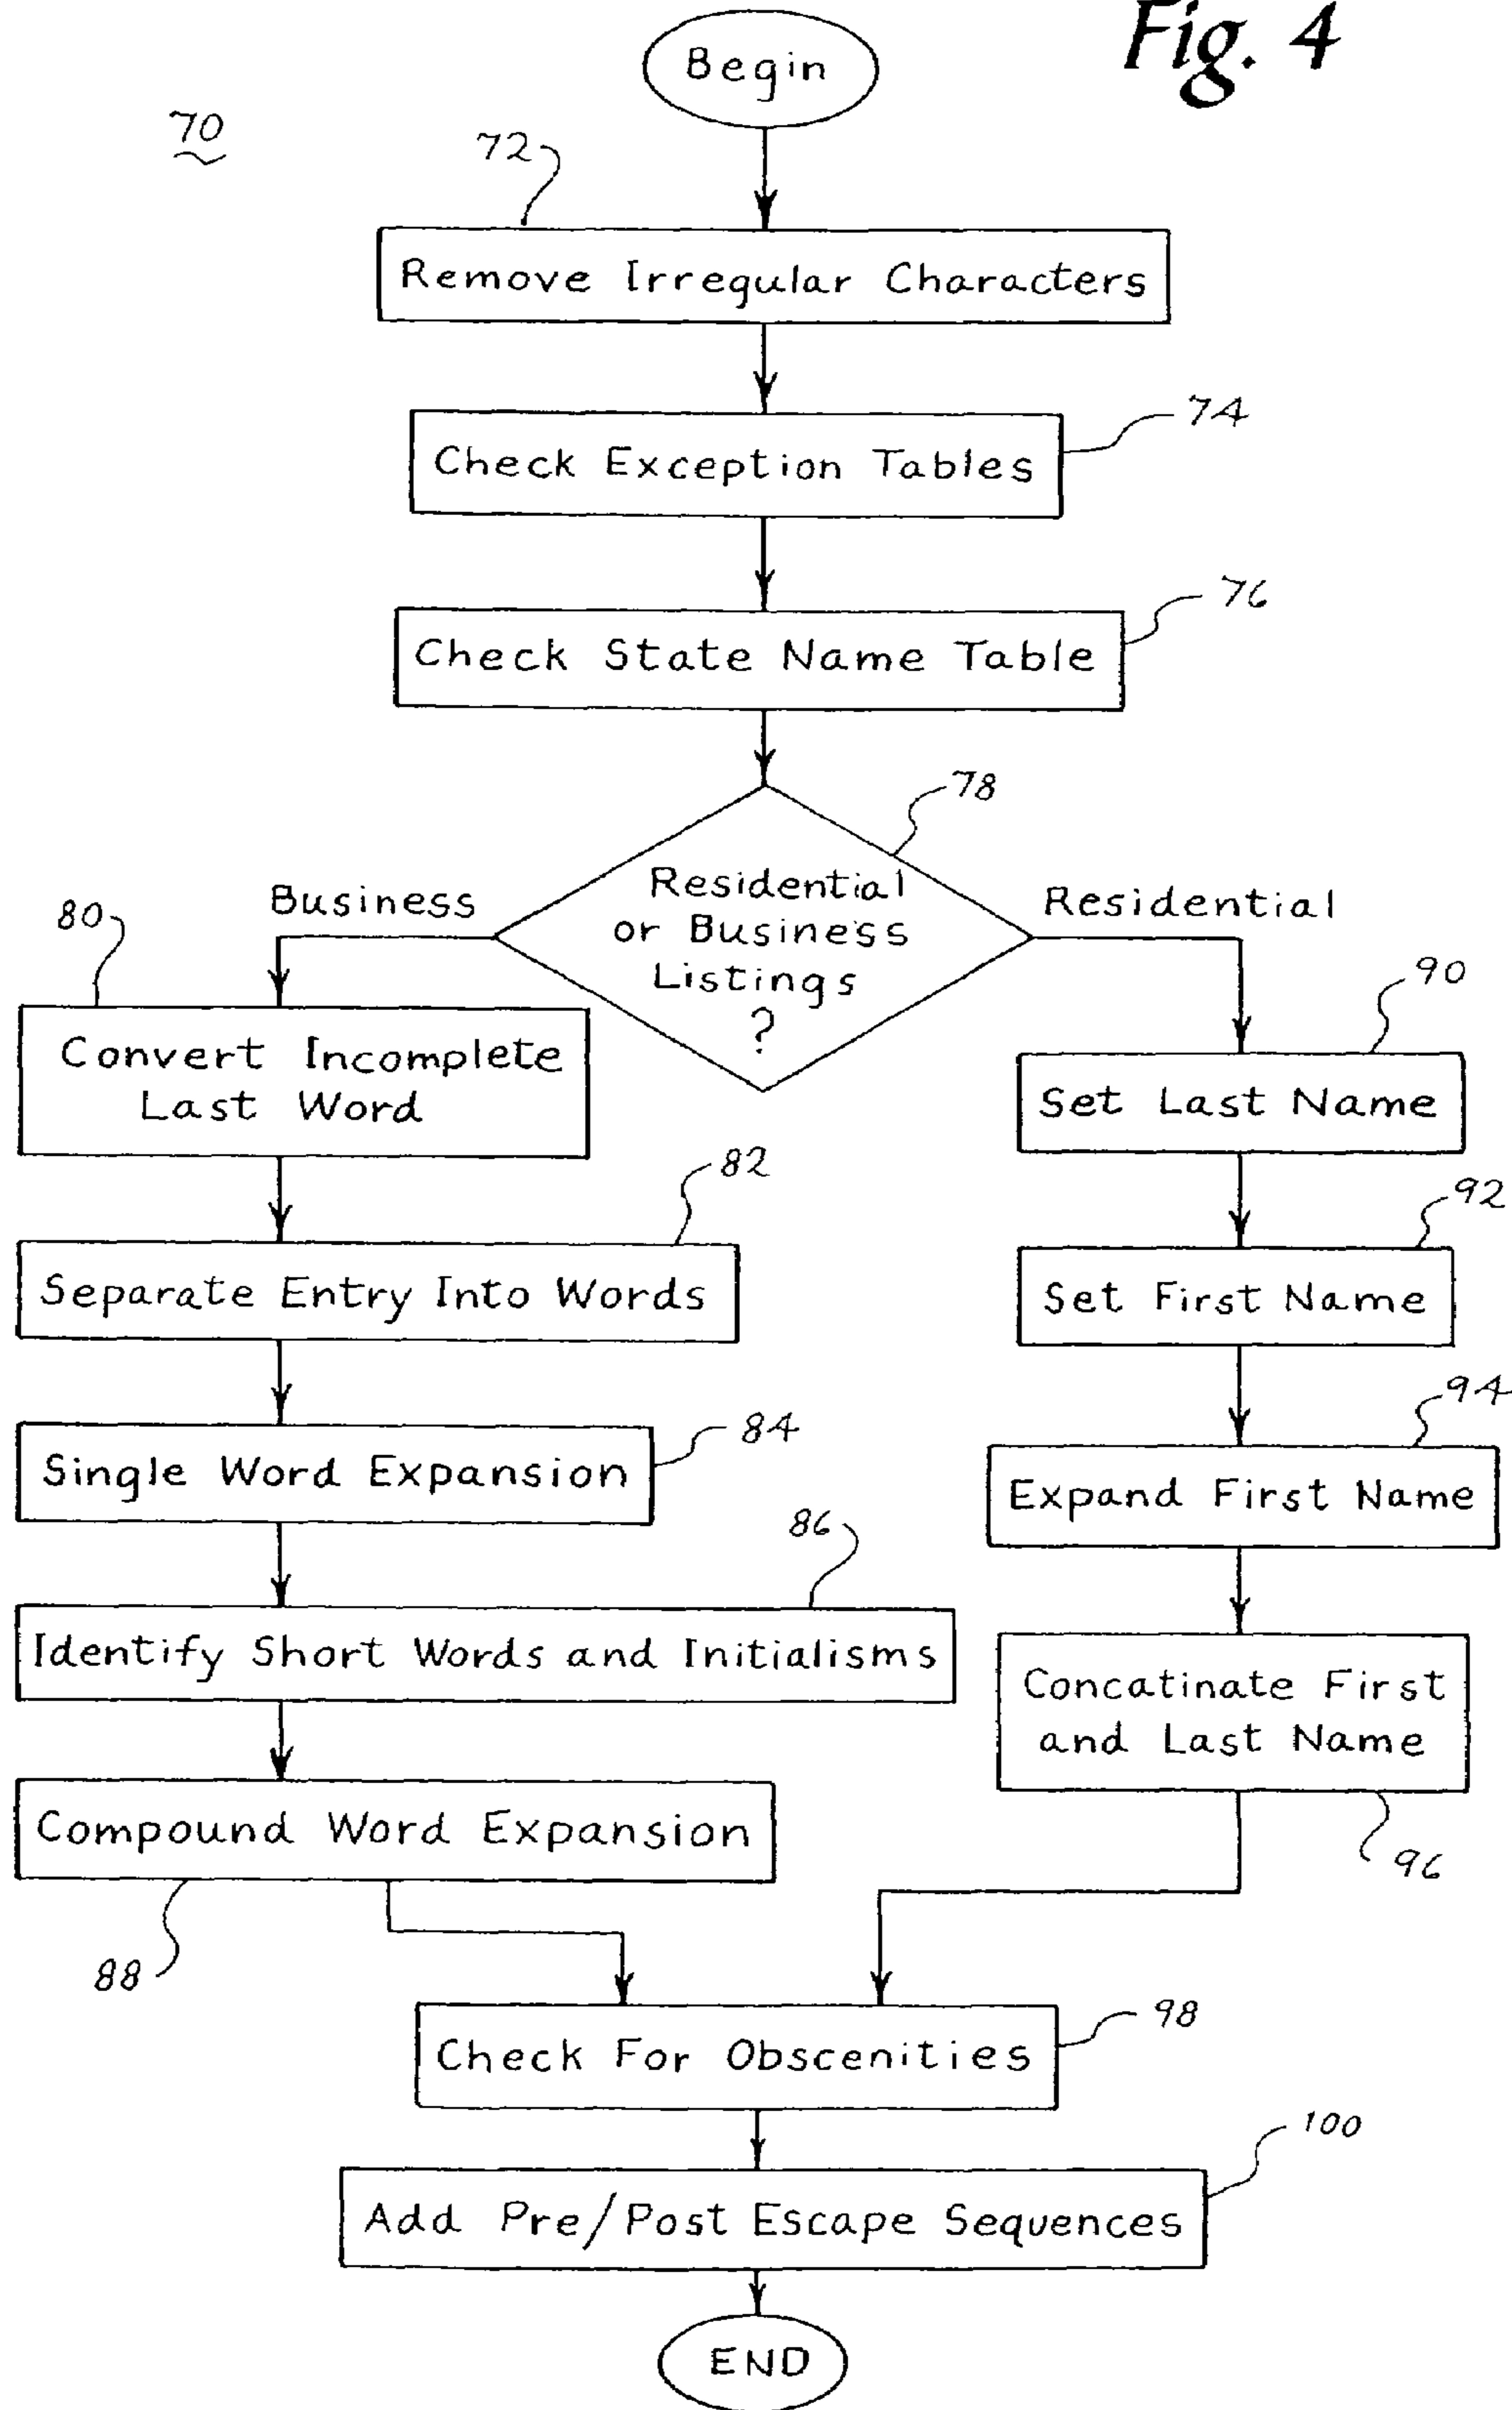 Fig. 4
Begin
70
72
Remove Irregular Characters
74
Check Exception Tables
76
Check State Name Table
78
Residential
or Business
Listings
?
Business
Residential
80
Convert Incomplete
Last Word
82
Separate Entry Into Words
84
Single Word Expansion
86
Identify Short Words and Initialisms
88
Compound Word Expansion
90
Set Last Name
92
Set First Name
94
Expand First Name
Concatinate First
and Last Name
96
98
Check For Obscenities
100
Add Pre/Post Escape Sequences
END